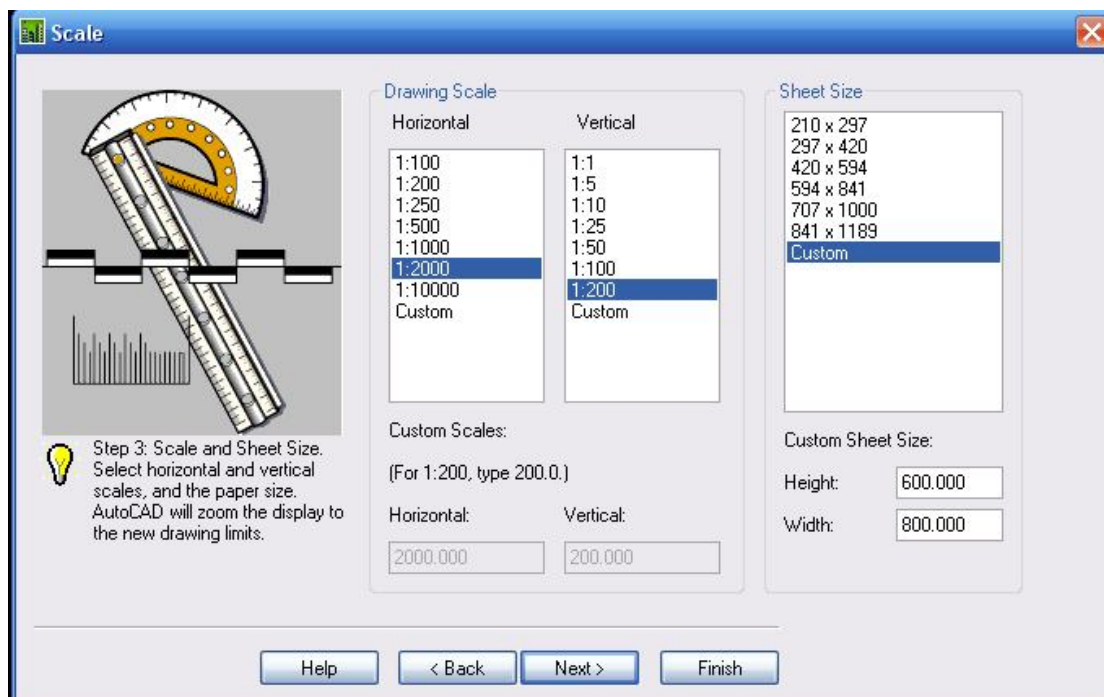 Scale
Step 3: Scale and Sheet Size.
Select horizontal and vertical
scales, and the paper size.
AutoCAD will zoom the display to
the new drawing limits.
Drawing Scale
Horizontal
1:100
1:200
1:250
1:500
1:1000
1:2000
1:10000
Custom
Vertical
1:1
1:5
1:10
1:25
1:50
1:100
1:200
Custom
Custom Scales:
(For 1:200, type 200.0.)
Horizontal:
2000.000
Vertical:
200.000
Sheet Size
210 x 297
297 x 420
420 x 594
594 x 841
707 x 1000
841 x 1189
Custom
Custom Sheet Size:
Height: 600.000
Width: 800.000
Help
< Back
Next >
Finish